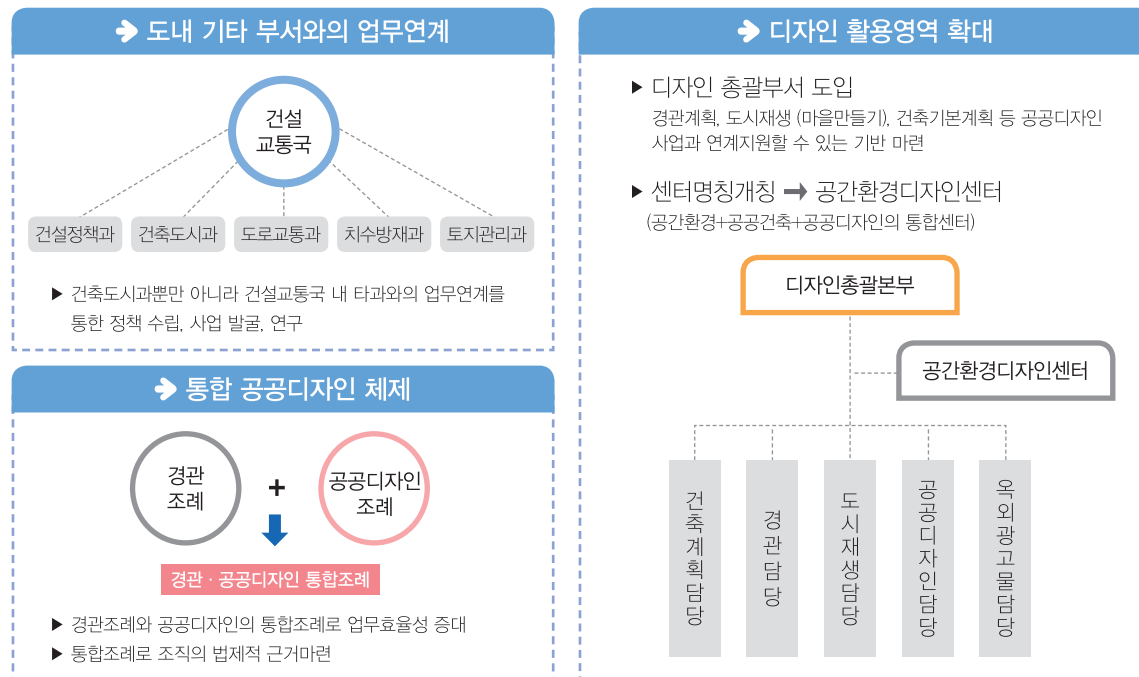 도내 기타 부서와의 업무연계
건설
교통국
건설정책과 건축도시과 도로교통과 치수방재과 토지관리과
▶ 건축도시과뿐만 아니라 건설교통국 내 타과와의 업무연계를
통한 정책 수립, 사업 발굴, 연구
통합 공공디자인 체제
경관
조례
+
공공디자인
조례
경관 · 공공디자인 통합조례
▶ 경관조례와 공공디자인의 통합조례로 업무효율성 증대
▶ 통합조례로 조직의 법제적 근거마련
디자인 활용영역 확대
▶ 디자인 총괄부서 도입
경관계획, 도시재생 (마을만들기), 건축기본계획 등 공공디자인
사업과 연계지원할 수 있는 기반 마련
▶ 센터명칭개칭 → 공간환경디자인센터
(공간환경+공공건축+공공디자인의 통합센터)
디자인총괄본부
공간환경디자인센터
건축계획담당
경관담당
도시재생담당
공공디자인담당
옥외광고물담당